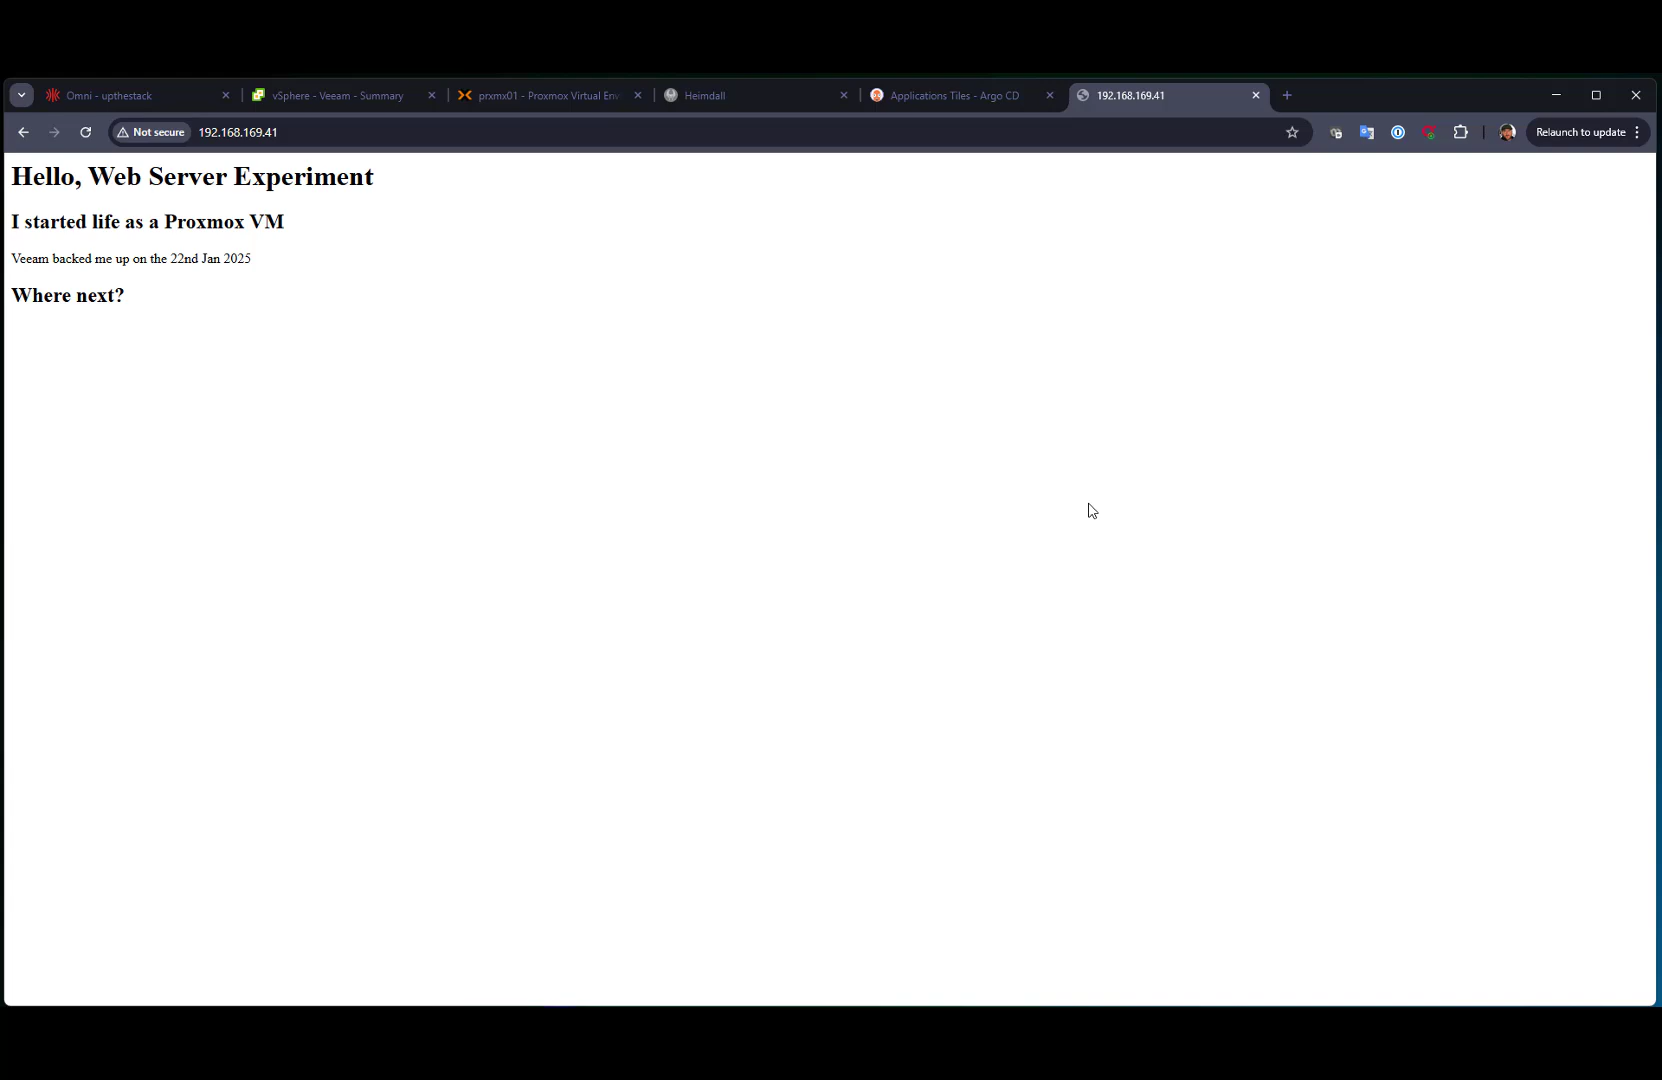 Omni - upthestack
vSphere - Veeam - Summary
prxmx01 - Proxmox Virtual Env
Heimdall
Applications Tiles - Argo CD
192.168.169.41
Not secure
192.168.169.41
Relaunch to update
Hello, Web Server Experiment
I started life as a Proxmox VM
Veeam backed me up on the 22nd Jan 2025
Where next?